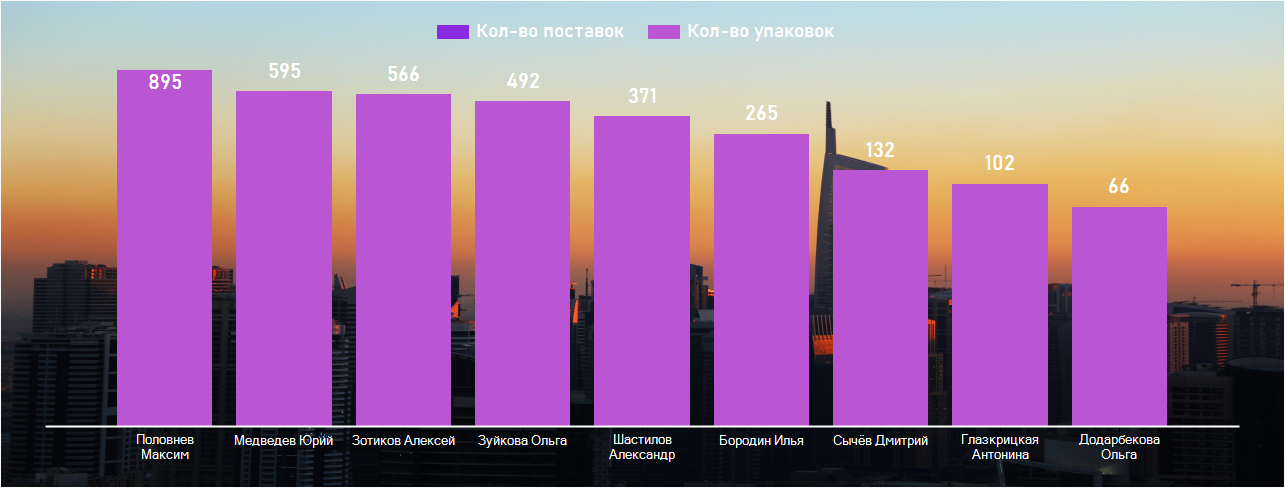 Кол-во поставок Кол-во упаковок
895 595 566 492 371 265 132 102 66
Половнев Максим
Медведев Юрий
Зотиков Алексей
Зуйкова Ольга
Шастилов
Александр
Бородин Илья
Сычёв Дмитрий
Глазкрицкая
Антонина
Додарбекова
Ольга